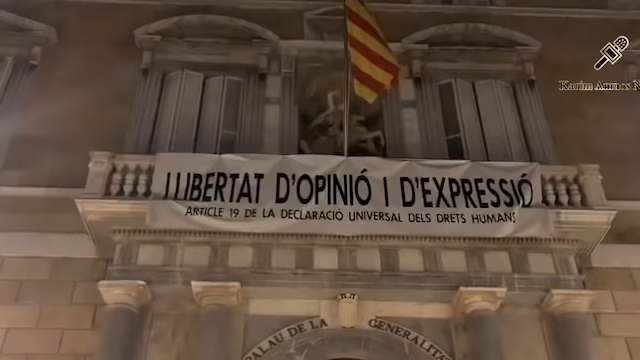 LLIBERTAT D'OPINIÓ I D'EXPRESSIÓ
ARTICLE 19 DE LA DECLARACIÓ UNIVERSAL DELS DRETS HUMANS
PALAU DE LA GENERALITAT